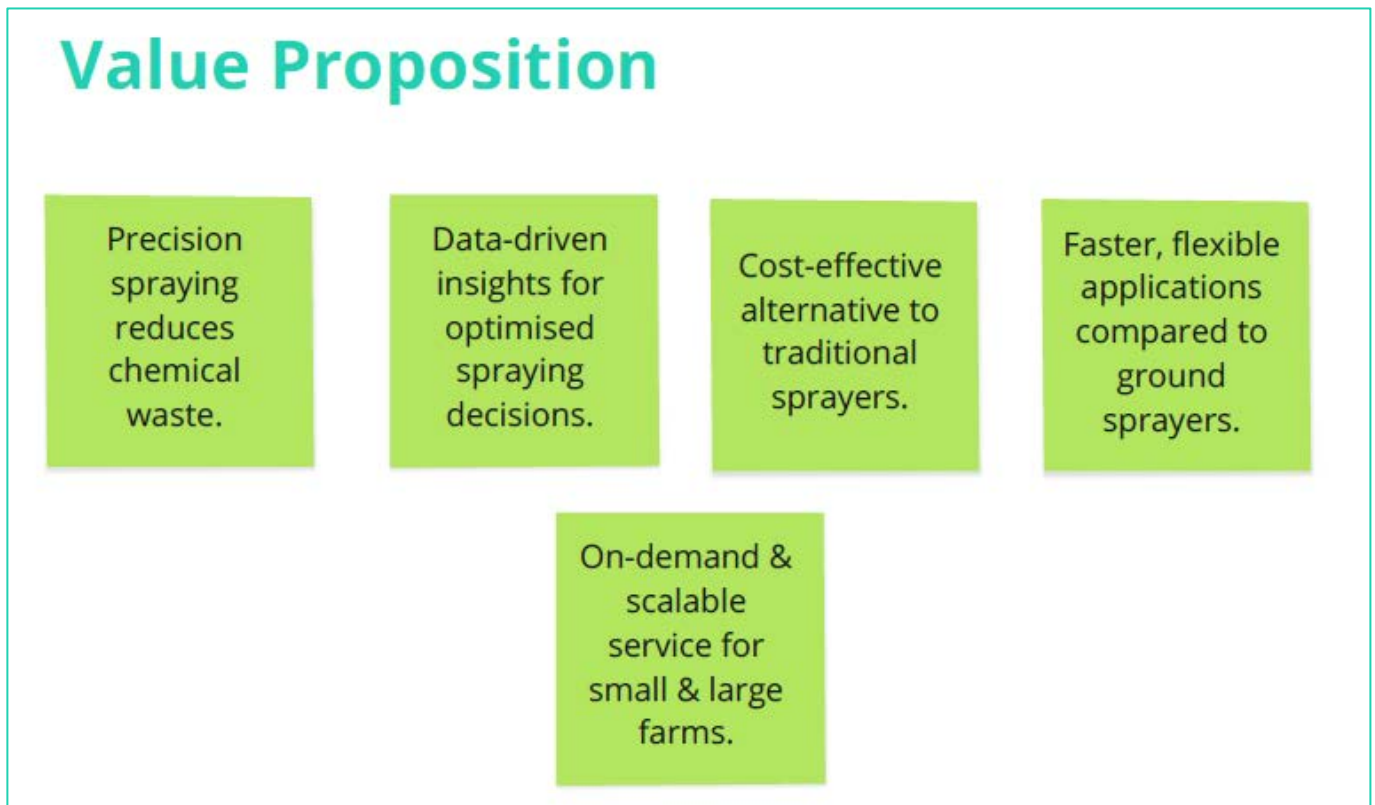 Value Proposition
Precision
spraying
reduces
chemical
waste.
Data-driven
insights for
optimised
spraying
decisions.
Cost-effective
alternative to
traditional
sprayers.
Faster, flexible
applications
compared to
ground
sprayers.
On-demand &
scalable
service for
small & large
farms.